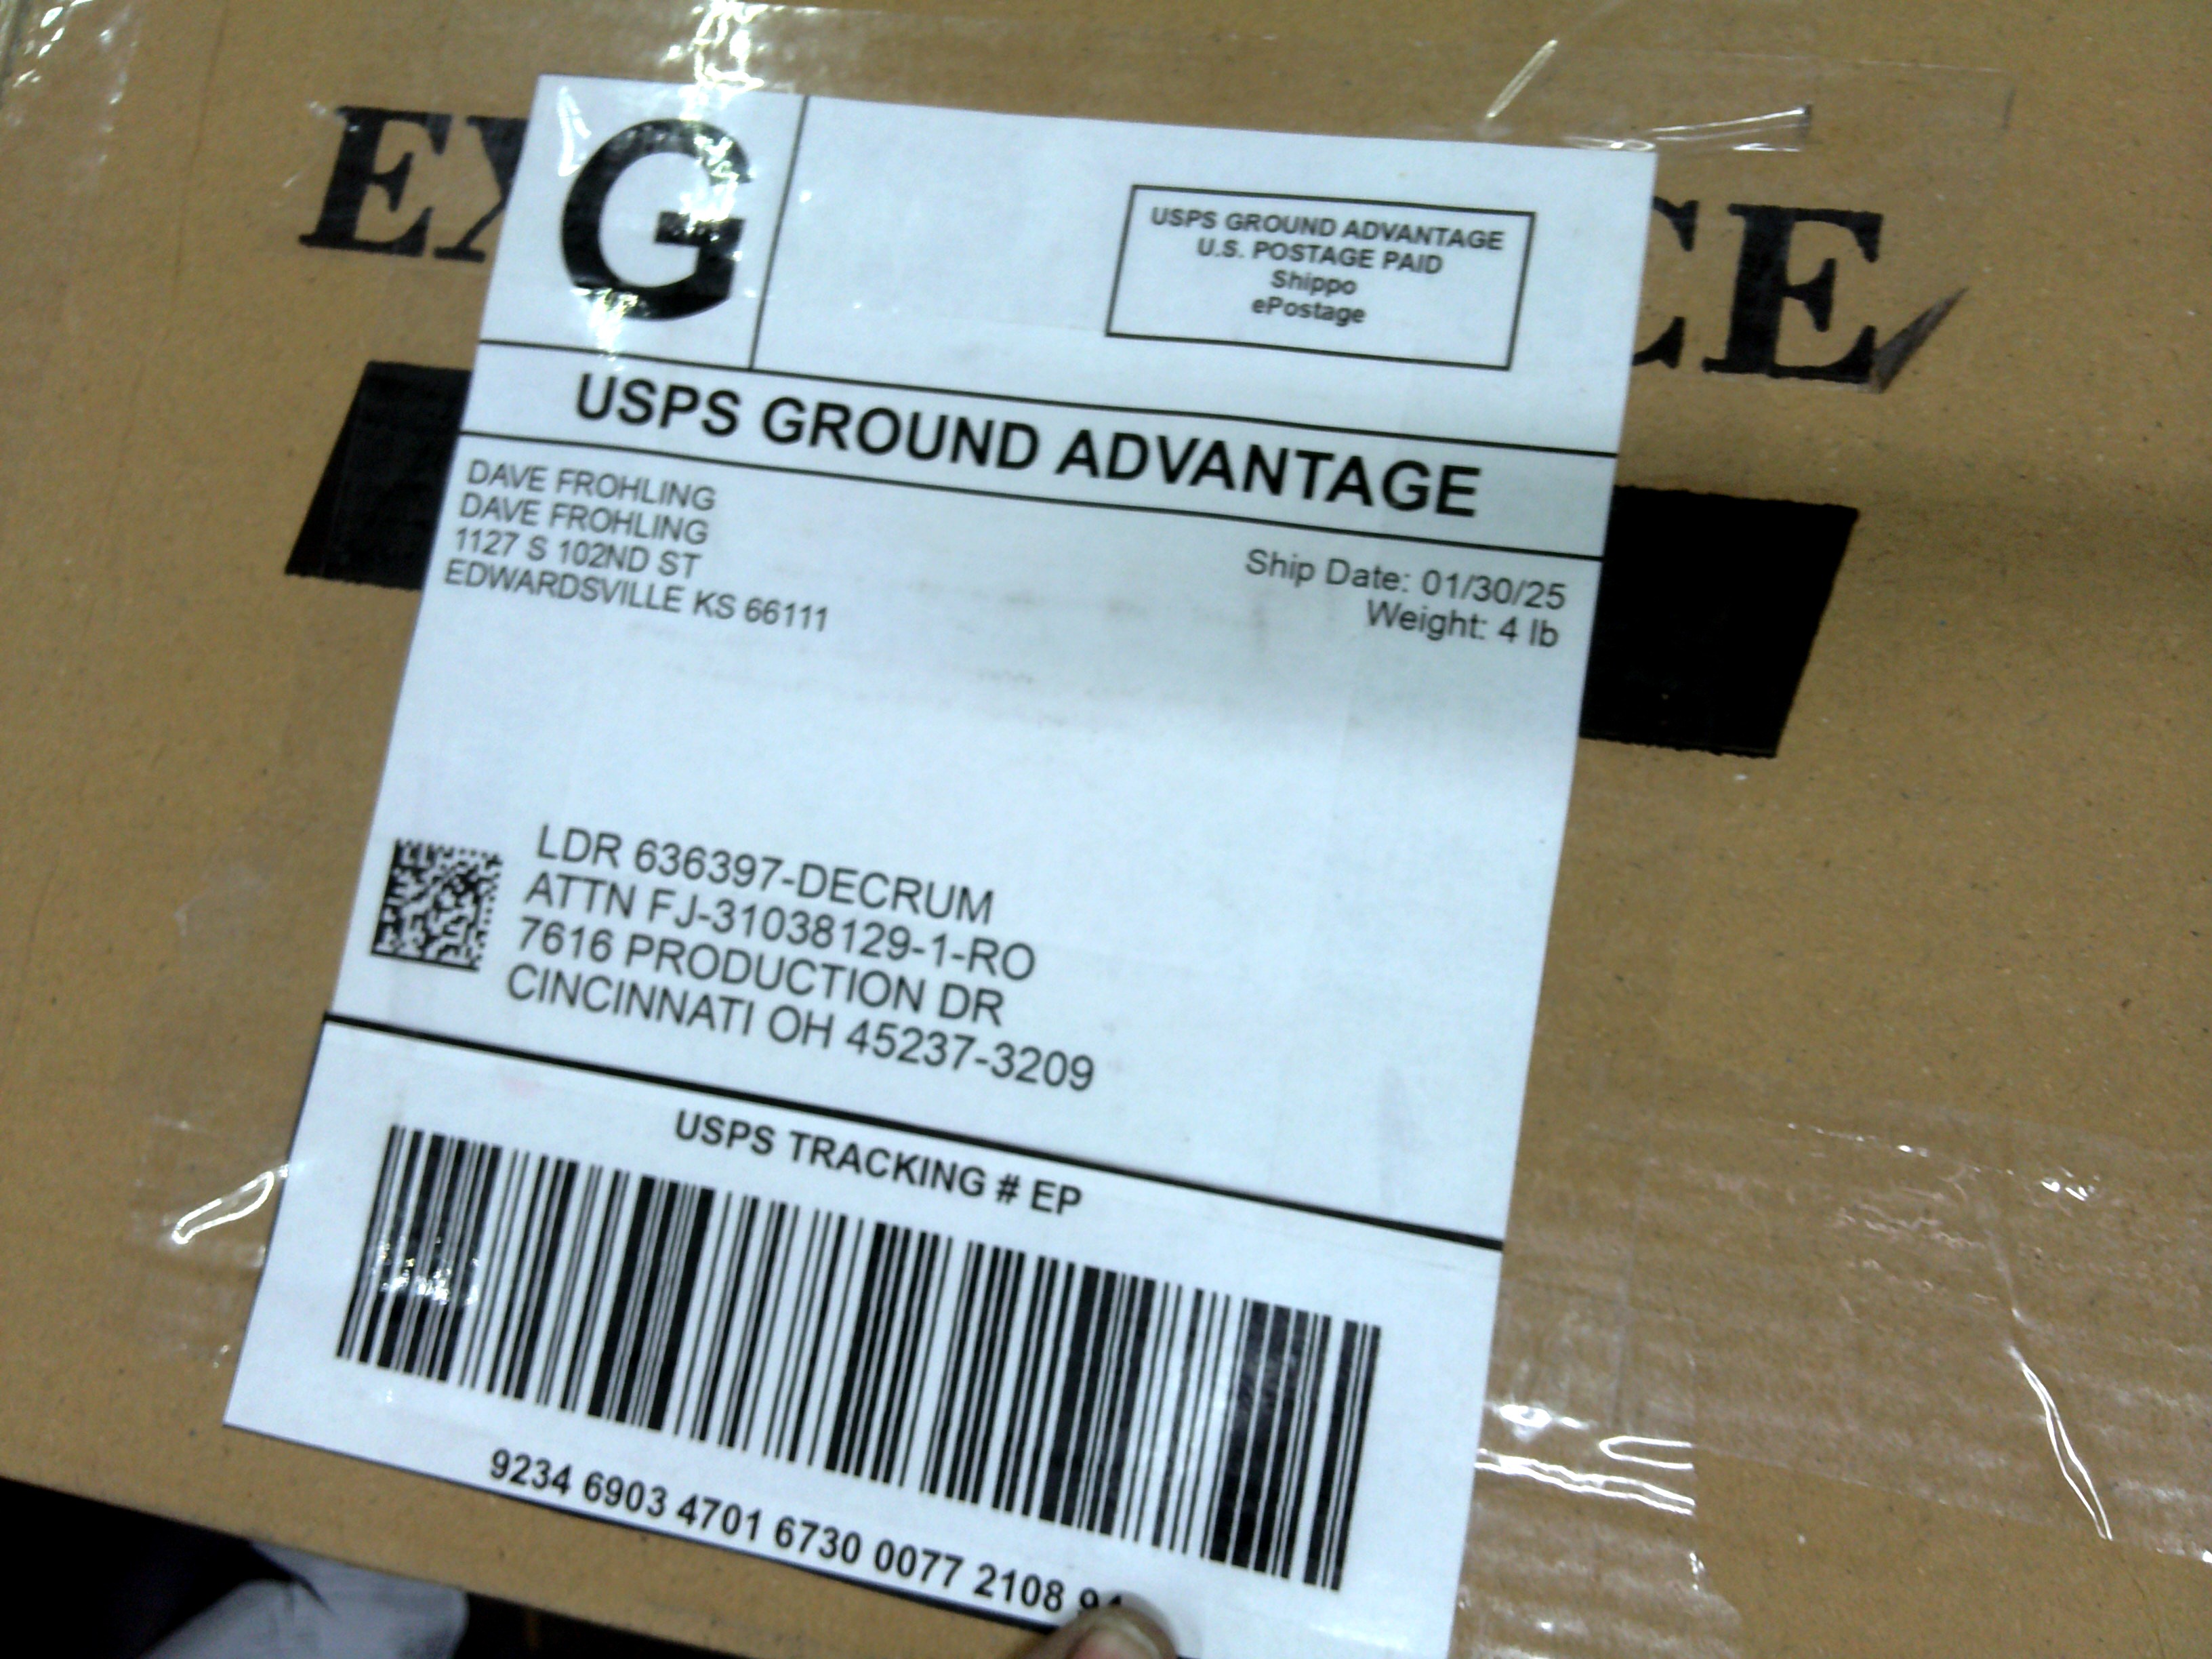 G
USPS GROUND ADVANTAGE
U.S. POSTAGE PAID
Shippo
ePostage
USPS GROUND ADVANTAGE
DAVE FROHLING
DAVE FROHLING
1127 S 102ND ST
EDWARDSVILLE KS 66111
Ship Date: 01/30/25
Weight: 4 lb
LDR 636397-DECRUM
ATTN FJ-31038129-1-RO
7616 PRODUCTION DR
CINCINNATI OH 45237-3209
USPS TRACKING # EP
9234 6903 4701 6730 0077 2108